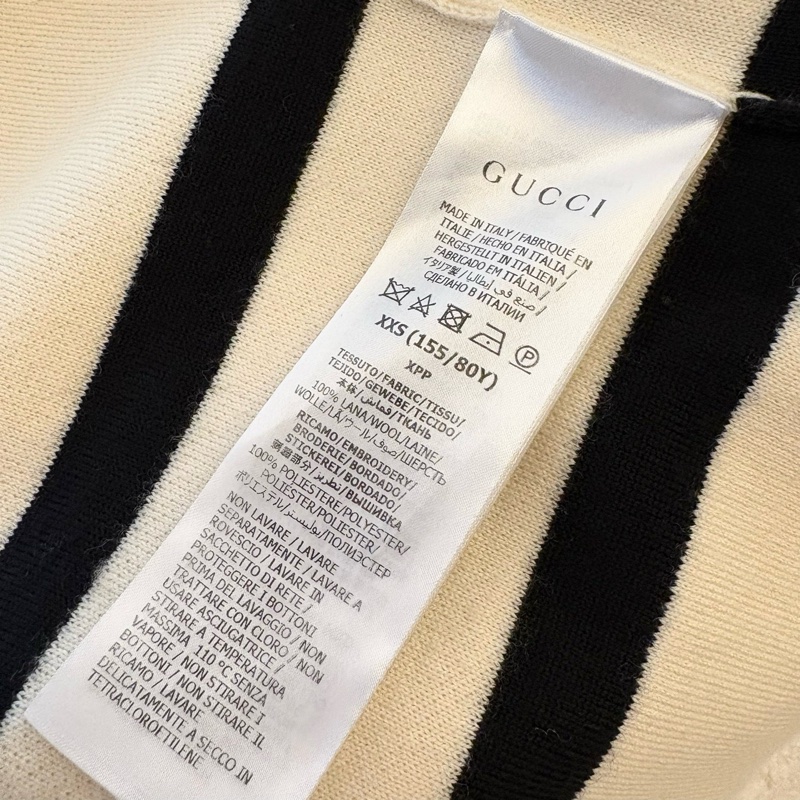 GUCCI
MADE IN ITALY / FABRIQUÉ EN
ITALIE / HECHO EN ITALIA /
HERGESTELLT IN ITALIEN /
FABRICADO EM ITÁLIA /
イタリア製 / صنع في إيطاليا /
СДЕЛАНО В ИТАЛИИ
P
XXS (155/80Y)
XPP
TESSUTO/FABRIC/TISSU/
TEJIDO/GEWEBE/TECIDO/
本体/قماش/ТКАНЬ
100% LANA/WOOL/LAINE/
WOLLE/LÃ/ウール/صوف/ШЕРСТЬ
RICAMO/EMBROIDERY/
BRODERIE/BORDADO/
STICKEREI/BORDADO/
刺繍部分/تطريز/ВЫШИВКА
100% POLIESTERE/POLYESTER/
POLIÉSTER/POLYESTER/
ポリエステル/بوليستر/ПОЛИЭСТЕР
NON LAVARE / LAVARE
SEPARATAMENTE / LAVARE A
ROVESCIO / LAVARE IN
SACCHETTO DI RETE /
PROTEGGERE I BOTTONI
PRIMA DEL LAVAGGIO / NON
TRATTARE CON CLORO / NON
USARE ASCIUGATRICE /
STIRARE A TEMPERATURA
MASSIMA 110 ºC SENZA
VAPORE / NON STIRARE I
BOTTONI / NON STIRARE IL
RICAMO / LAVARE
DELICATAMENTE A SECCO IN
TETRACLOROETILENE